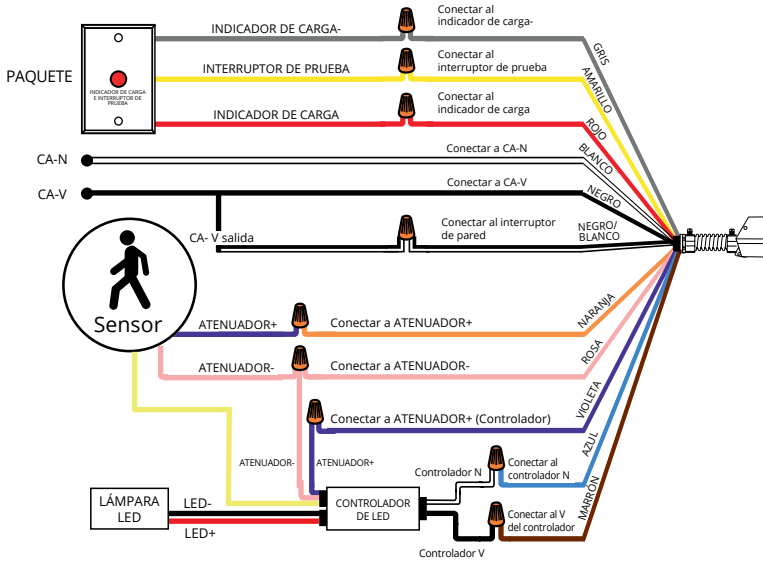 INDICADOR DE CARGA-
Conectar al
indicador de carga-
GRIS
PAQUETE
INDICADOR DE CARGA
E INTERRUPTOR DE
PRUEBA
INTERRUPTOR DE PRUEBA
Conectar al
interruptor de prueba
AMARILLO
INDICADOR DE CARGA
Conectar al
indicador de carga
ROJO
CA-N
Conectar a CA-N
BLANCO
CA-V
Conectar a CA-V
NEGRO
CA- V salida
Conectar al interruptor
de pared
NEGRO/
BLANCO
Sensor
ATENUADOR+
Conectar a ATENUADOR+
NARANJA
ATENUADOR-
Conectar a ATENUADOR-
ROSA
Conectar a ATENUADOR+ (Controlador)
VIOLETA
ATENUADOR-
ATENUADOR+
Controlador N
Conectar al
controlador N
AZUL
LÁMPARA
LED
LED-
LED+
CONTROLADOR
DE LED
Controlador V
Conectar al V
del controlador
MARRÓN